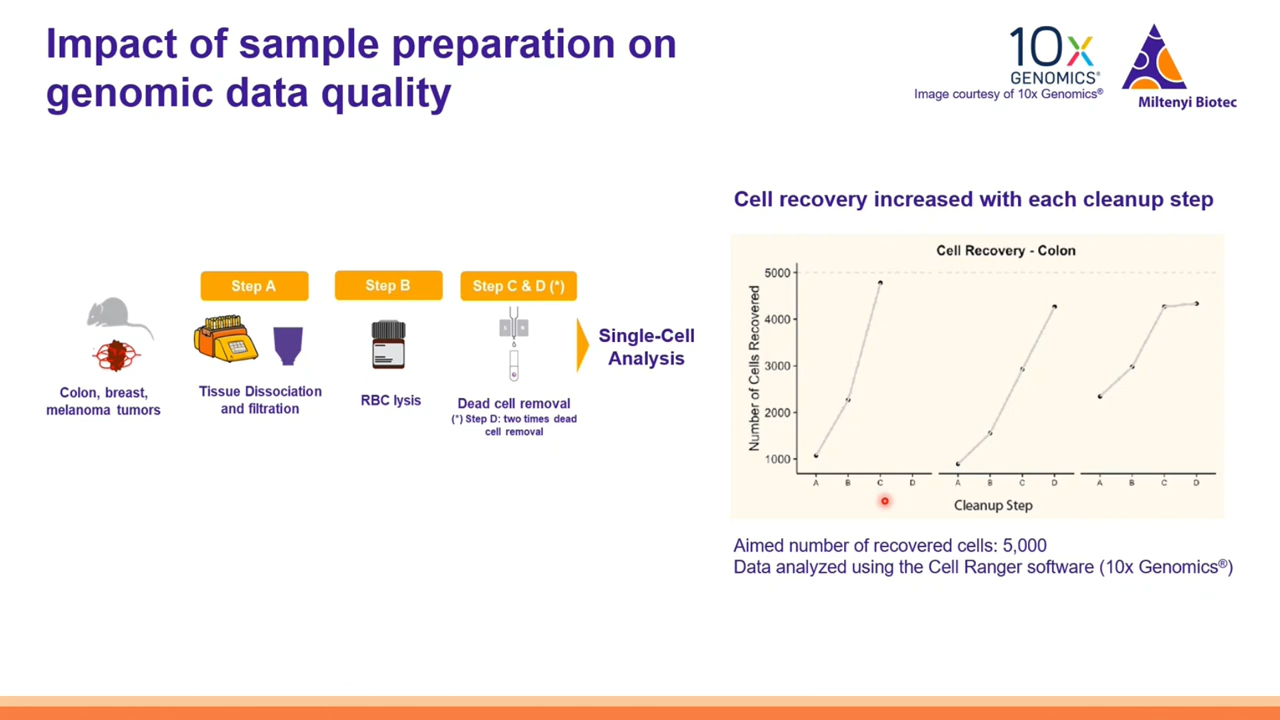 Impact of sample preparation on
genomic data quality
10x
GENOMICS®
Image courtesy of 10x Genomics®
Miltenyi Biotec
Cell recovery increased with each cleanup step
Step A
Step B
Step C & D (*)
Colon, breast,
melanoma tumors
Tissue Dissociation
and filtration
RBC lysis
Dead cell removal
(*) Step D: two times dead
cell removal
Single-Cell
Analysis
Cell Recovery - Colon
Number of Cells Recovered
5000
4000
3000
2000
1000
A B C D A B C D A B C D
Cleanup Step
Aimed number of recovered cells: 5,000
Data analyzed using the Cell Ranger software (10x Genomics®)